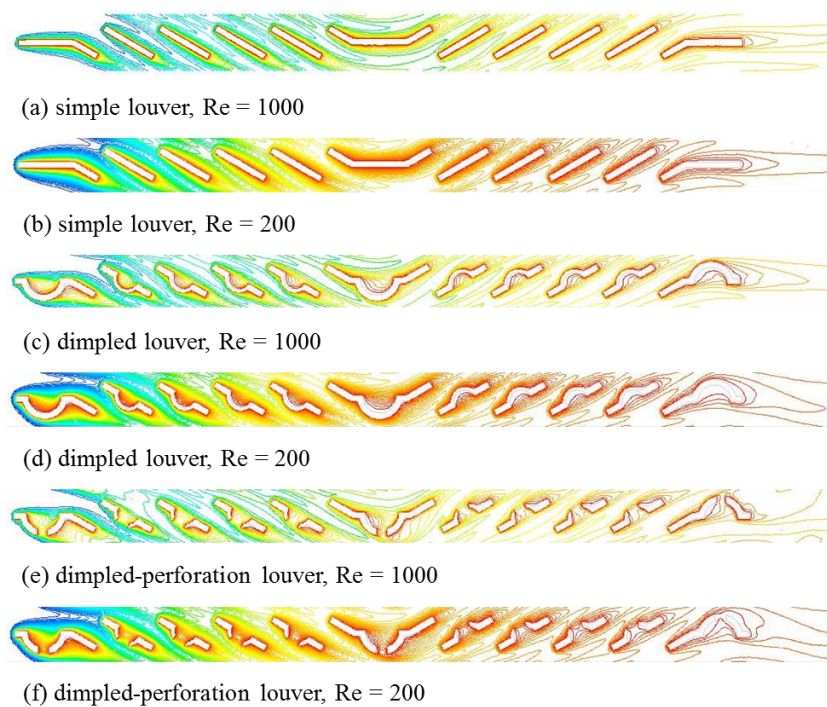 (a) simple louver, Re = 1000
(b) simple louver, Re = 200
(c) dimpled louver, Re = 1000
(d) dimpled louver, Re = 200
(e) dimpled-perforation louver, Re = 1000
(f) dimpled-perforation louver, Re = 200